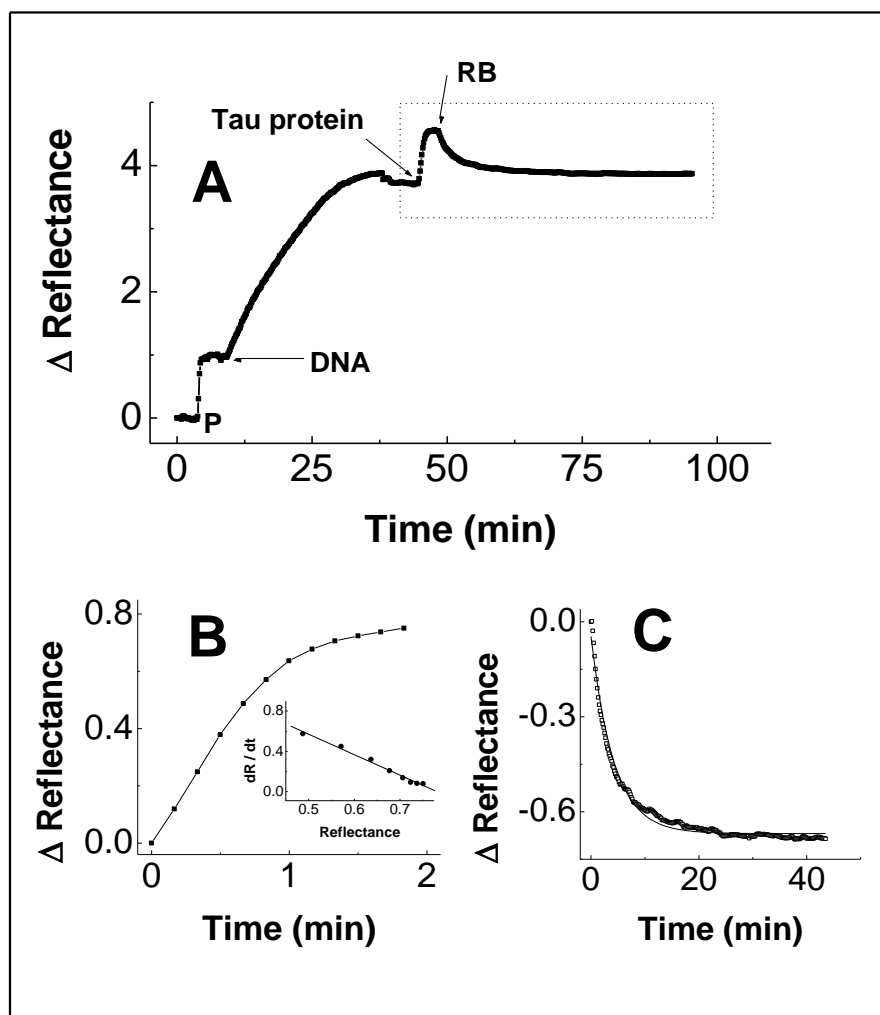 RB
Tau protein
A
4
2
0
Δ Reflectance
DNA
P
0 25 50 75 100
Time (min)
B
0.8
0.4
0.0
Δ Reflectance
0 1 2
Time (min)
0.8
0.4
0.0
dR / dt
0.5 0.6 0.7
Reflectance
C
0.0
-0.3
-0.6
Δ Reflectance
0 20 40
Time (min)